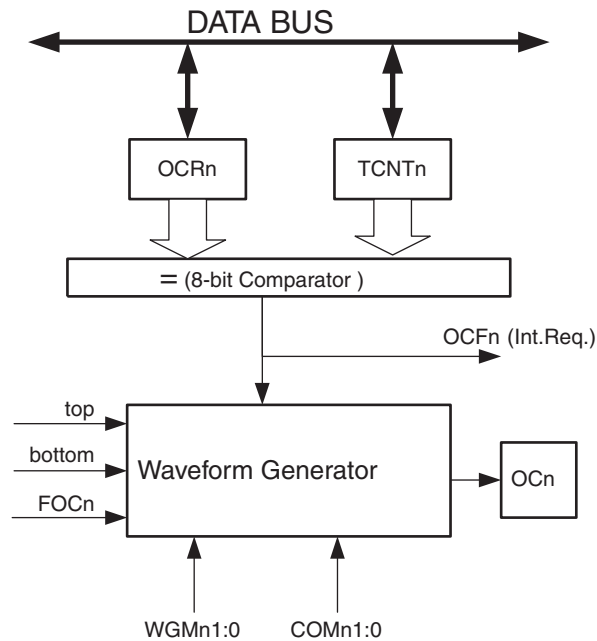 DATA BUS
OCRn
TCNTn
= (8-bit Comparator )
OCFn (Int.Req.)
top
bottom
FOCn
Waveform Generator
OCn
WGMn1:0
COMn1:0